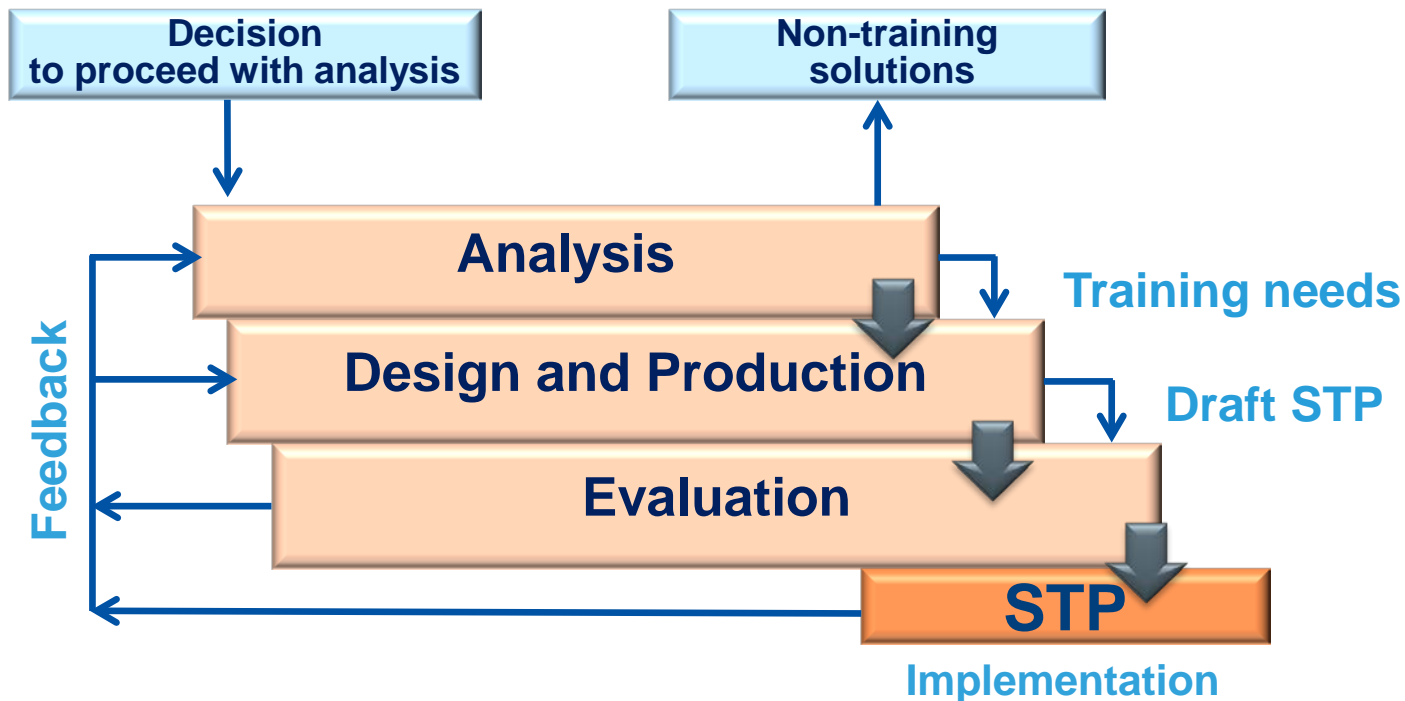 Decision
to proceed with analysis
Non-training
solutions
Analysis
Training needs
Design and Production
Draft STP
Feedback
Evaluation
STP
Implementation